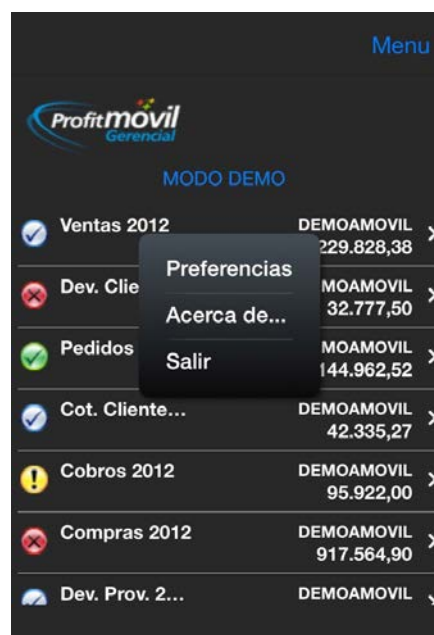 Menu
Profit móvil
Gerencial
MODO DEMO
Ventas 2012
DEMOAMOVIL
229.828,38
Preferencias
Acerca de...
Salir
Dev. Clie
MOAMOVIL
32.777,50
Pedidos
MOAMOVIL
144.962,52
Cot. Cliente...
DEMOAMOVIL
42.335,27
Cobros 2012
DEMOAMOVIL
95.922,00
Compras 2012
DEMOAMOVIL
917.564,90
Dev. Prov. 2...
DEMOAMOVIL